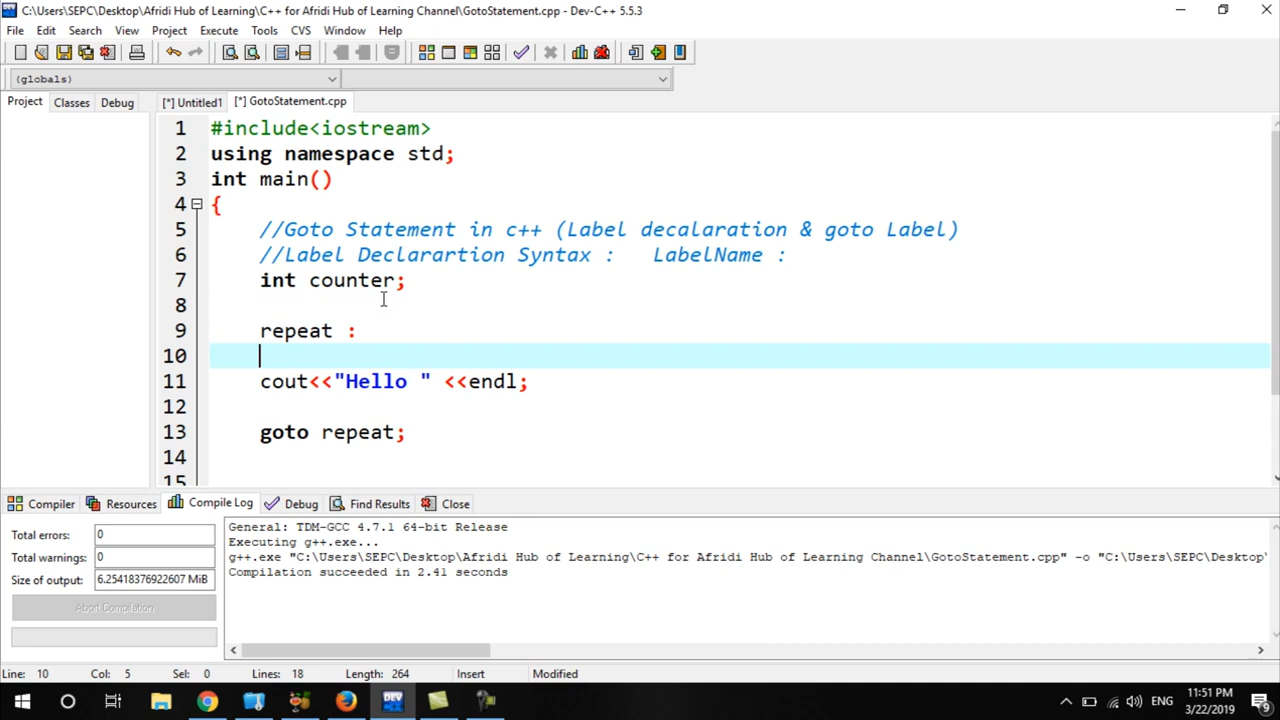 C:\Users\SEPC\Desktop\Afridi Hub of Learning\C++ for Afridi Hub of Learning Channel\GotoStatement.cpp - Dev-C++ 5.5.3
File Edit Search View Project Execute Tools CVS Window Help
(globals)
Project Classes Debug [*] Untitled1 [*] GotoStatement.cpp
1 #include<iostream>
2 using namespace std;
3 int main()
4 {
5 //Goto Statement in c++ (Label decalaration & goto Label)
6 //Label Declarartion Syntax : LabelName :
7 int counter;
8
9 repeat :
10
11 cout<<"Hello " <<endl;
12
13 goto repeat;
14
15
Compiler Resources Compile Log Debug Find Results Close
Total errors: 0
Total warnings: 0
Size of output: 6.25418376922607 MiB
Abort Compilation
General: TDM-GCC 4.7.1 64-bit Release
Executing g++.exe...
g++.exe "C:\Users\SEPC\Desktop\Afridi Hub of Learning\C++ for Afridi Hub of Learning Channel\GotoStatement.cpp" -o "C:\Users\SEPC\Desktop\
Compilation succeeded in 2.41 seconds
Line: 10 Col: 5 Sel: 0 Lines: 18 Length: 264 Insert Modified
DEV
ENG
11:51 PM
3/22/2019
9